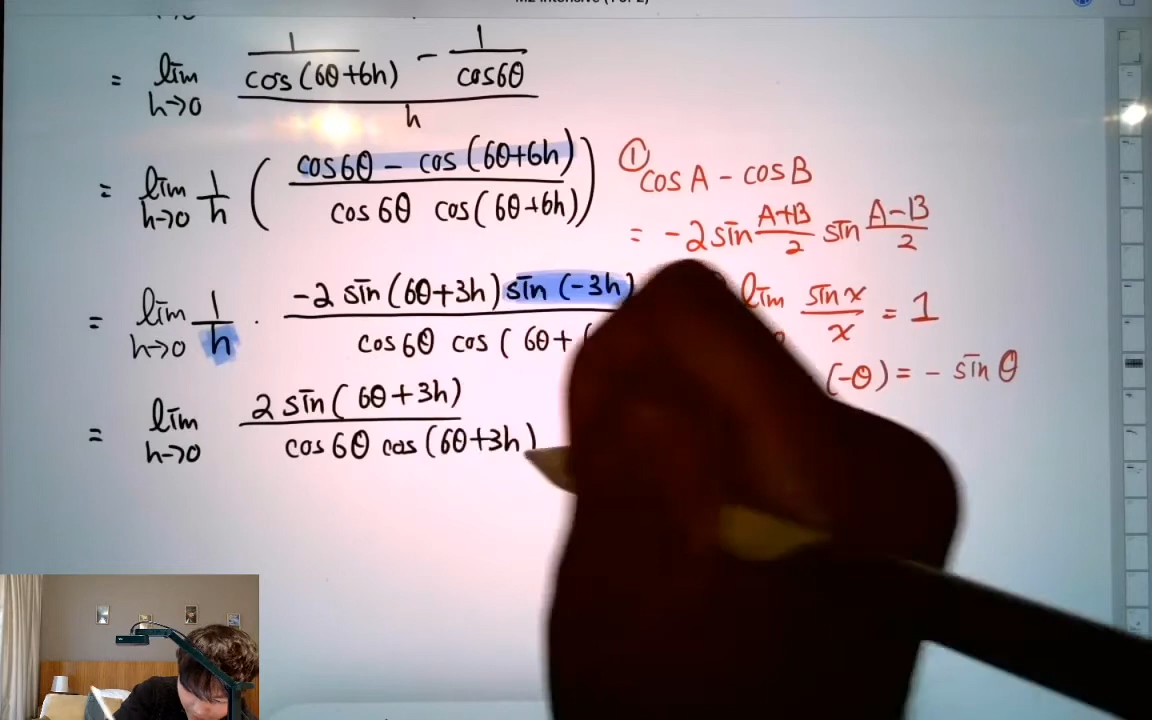 = lim h→0 (1/cos(6θ+6h) - 1/cos6θ)/h
= lim h→0 1/h ( (cos6θ - cos(6θ+6h))/(cos6θ cos(6θ+6h)) )
① cosA - cosB
= -2 sin (A+B)/2 sin (A-B)/2
= lim h→0 1/h · (-2 sin(6θ+3h) sin(-3h))/(cos6θ cos(6θ+
lim sin x/x = 1
(-θ) = - sin θ
= lim h→0 (2 sin(6θ+3h))/(cos6θ cos(6θ+3h))